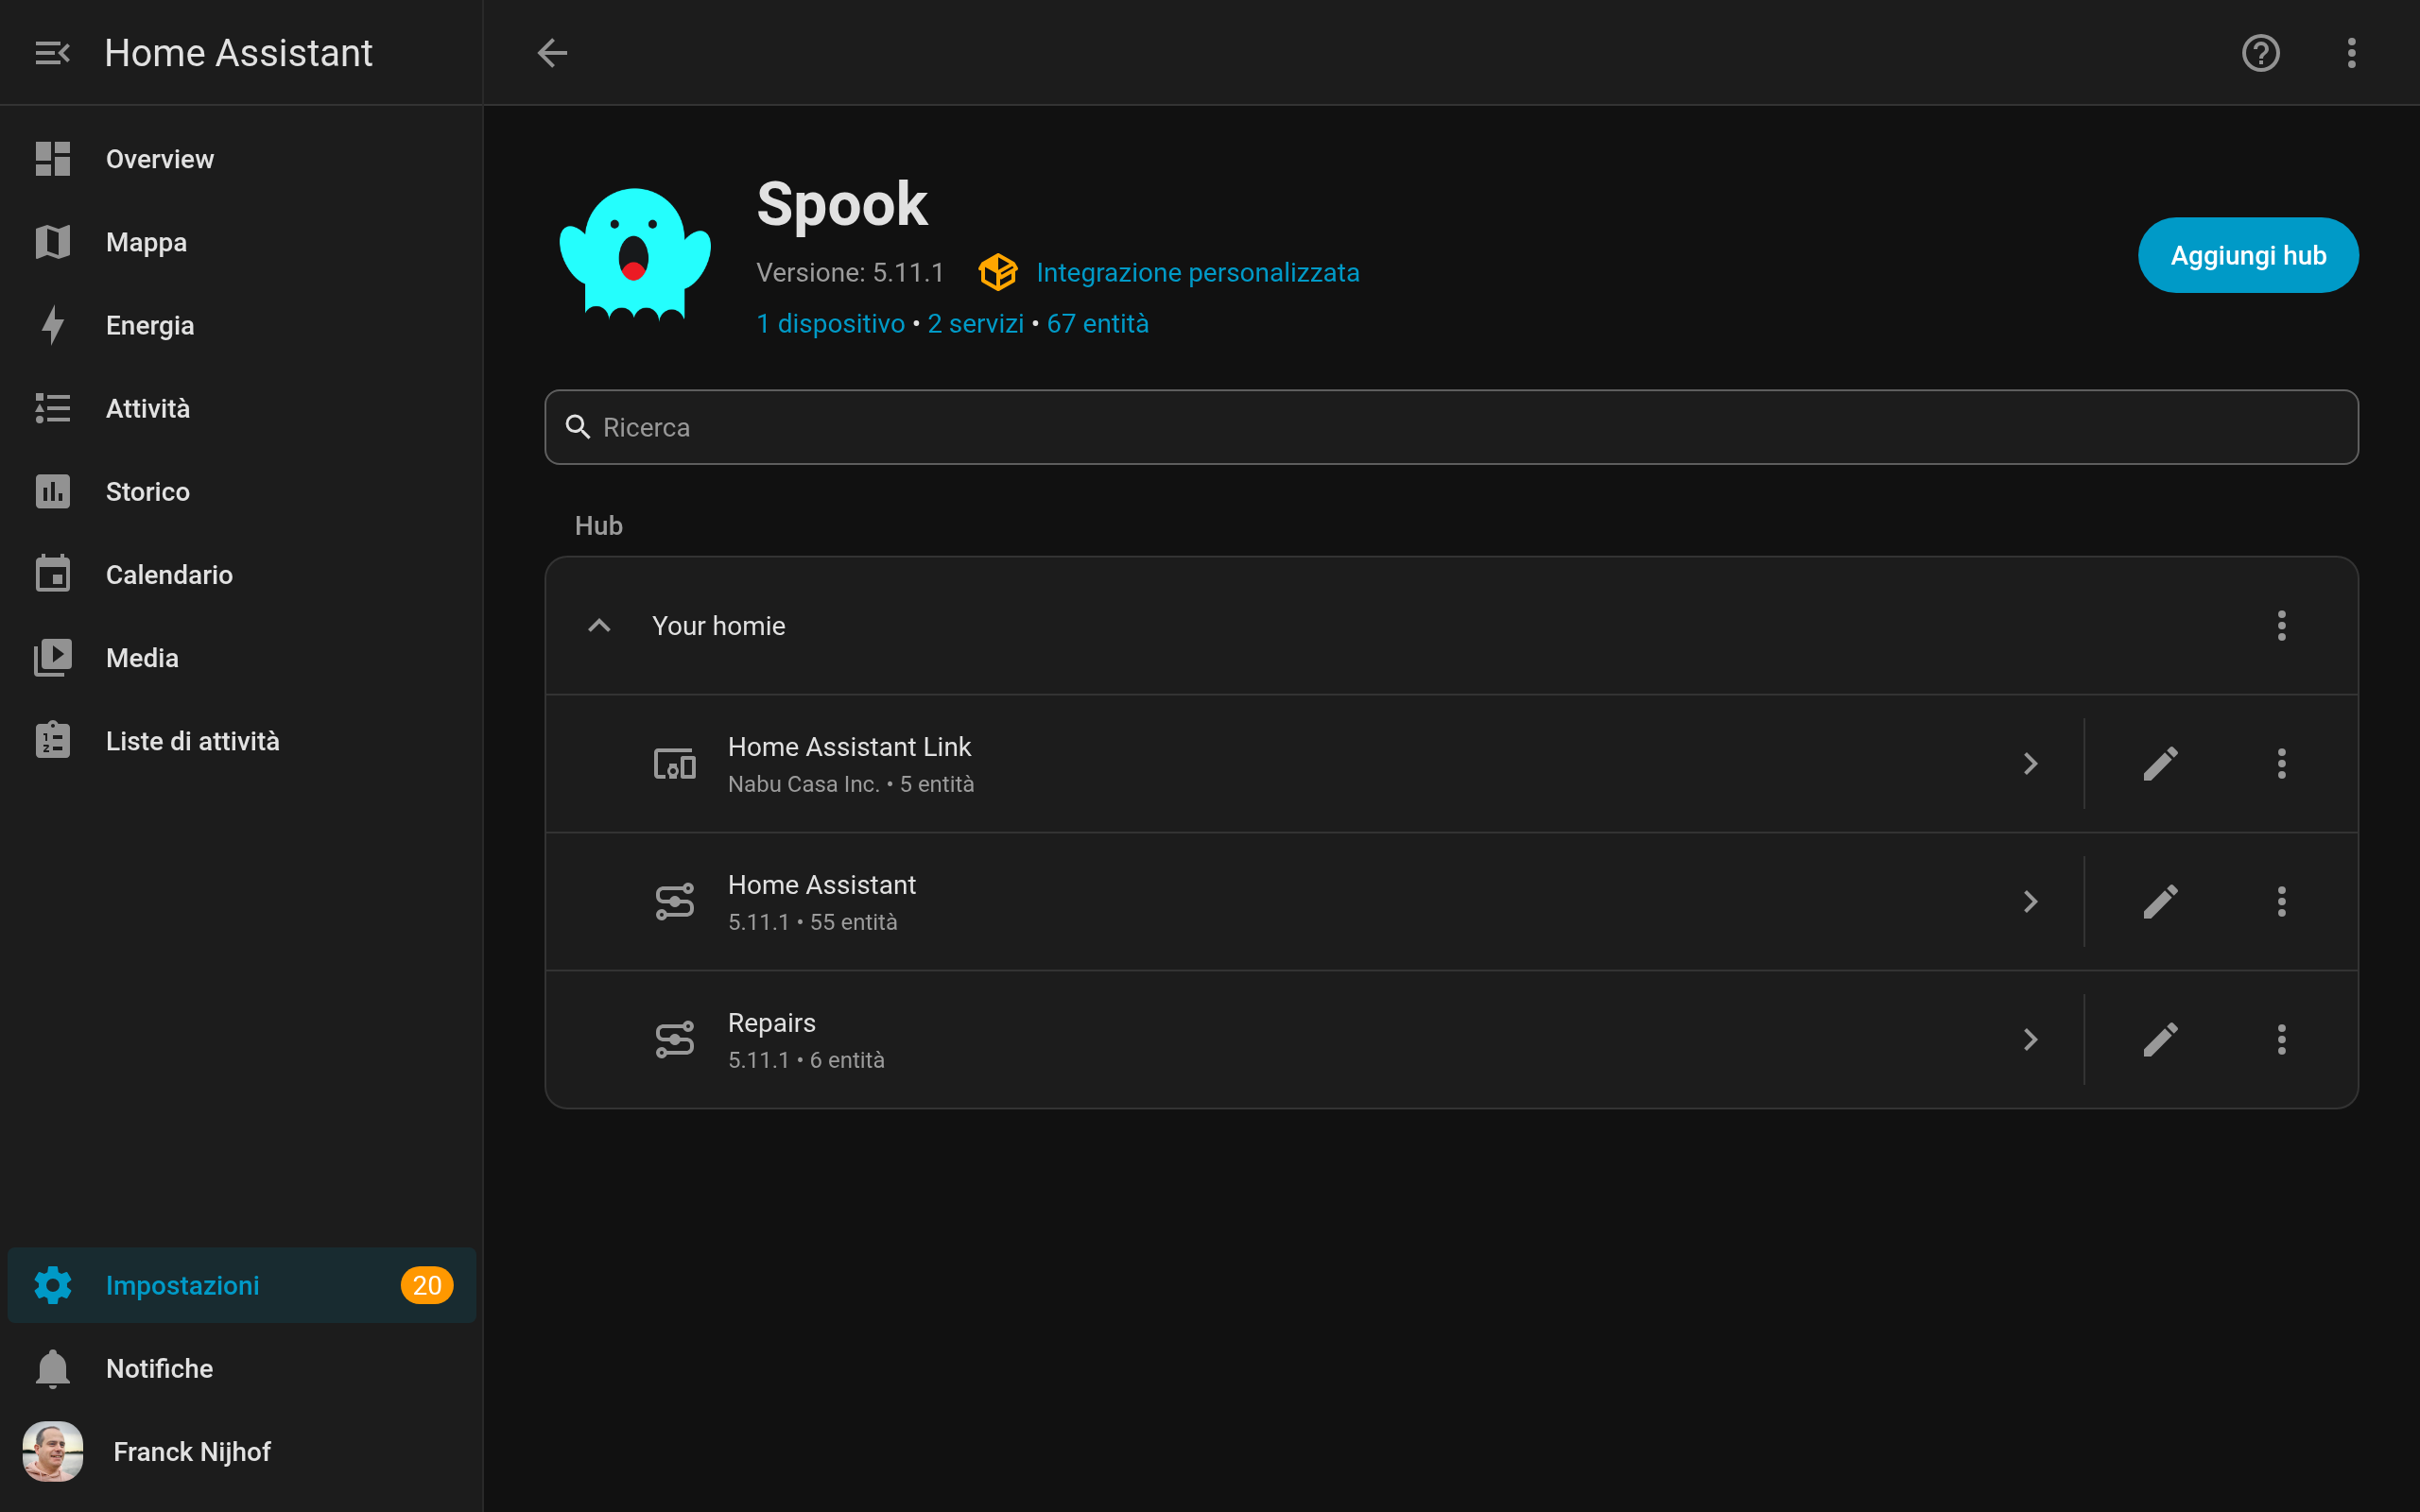 Home Assistant
Overview
Mappa
Energia
Attività
Storico
Calendario
Media
Liste di attività
Impostazioni 20
Notifiche
Franck Nijhof
Spook
Versione: 5.11.1 Integrazione personalizzata
1 dispositivo • 2 servizi • 67 entità
Aggiungi hub
Ricerca
Hub
Your homie
Home Assistant Link
Nabu Casa Inc. • 5 entità
Home Assistant
5.11.1 • 55 entità
Repairs
5.11.1 • 6 entità